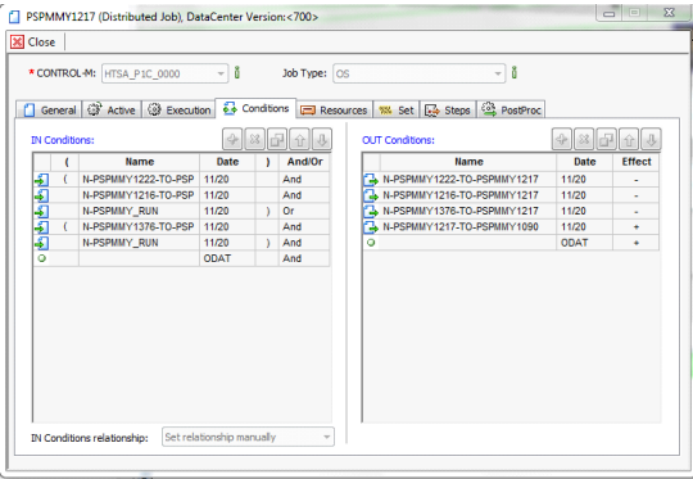 PSPMMY1217 (Distributed Job), DataCenter Version:<700>
Close
* CONTROL-M: HTSA_P1C_0000 Job Type: OS
General Active Execution Conditions Resources Set Steps PostProc
IN Conditions:
( Name Date ) And/Or
( N-PSPMMY1222-TO-PSP 11/20 And
N-PSPMMY1216-TO-PSP 11/20 And
N-PSPMMY_RUN 11/20 ) Or
( N-PSPMMY1376-TO-PSP 11/20 And
N-PSPMMY_RUN 11/20 ) And
ODAT And
IN Conditions relationship: Set relationship manually
OUT Conditions:
Name Date Effect
N-PSPMMY1222-TO-PSPMMY1217 11/20 -
N-PSPMMY1216-TO-PSPMMY1217 11/20 -
N-PSPMMY1376-TO-PSPMMY1217 11/20 -
N-PSPMMY1217-TO-PSPMMY1090 11/20 +
ODAT +